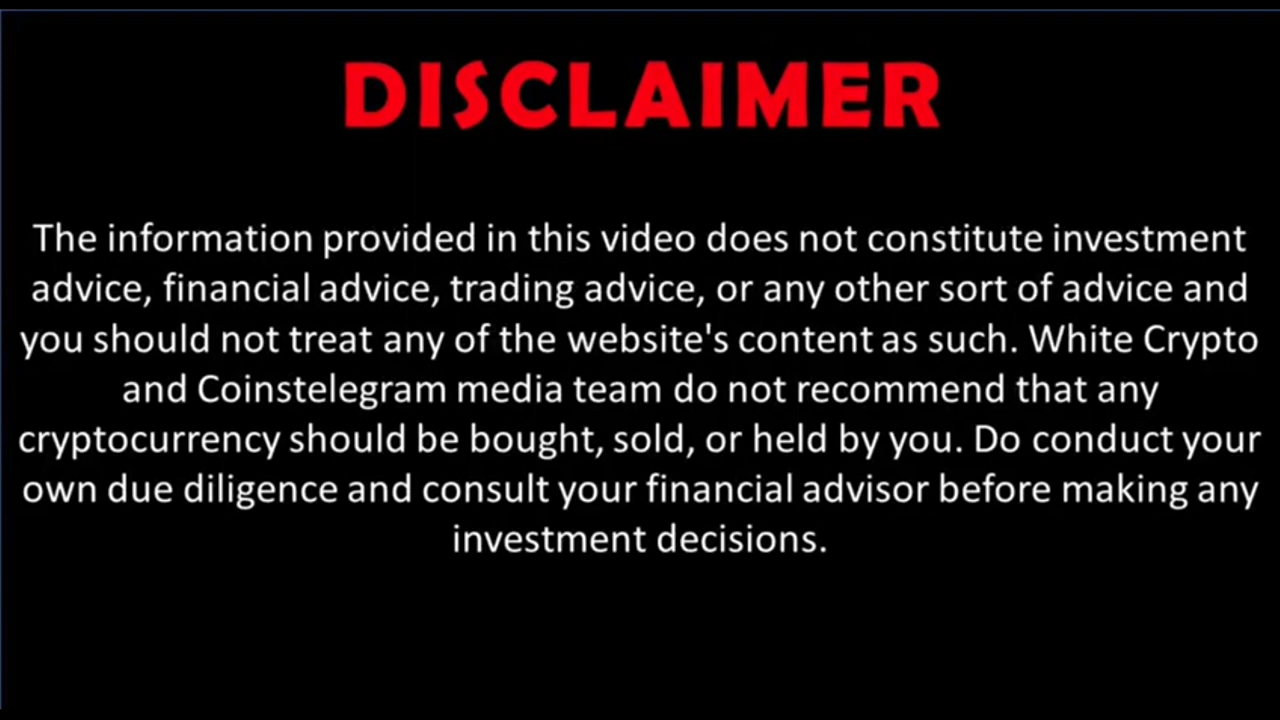 DISCLAIMER
The information provided in this video does not constitute investment
advice, financial advice, trading advice, or any other sort of advice and
you should not treat any of the website's content as such. White Crypto
and Coinstelegram media team do not recommend that any
cryptocurrency should be bought, sold, or held by you. Do conduct your
own due diligence and consult your financial advisor before making any
investment decisions.